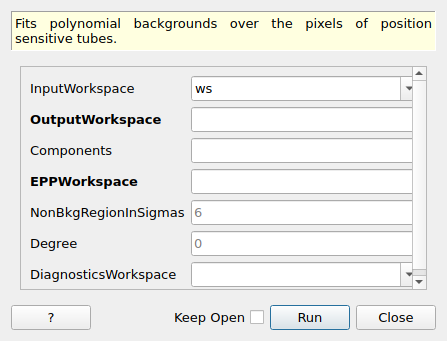 Fits polynomial backgrounds over the pixels of position
sensitive tubes.
InputWorkspace ws
OutputWorkspace
Components
EPPWorkspace
NonBkgRegionInSigmas 6
Degree 0
DiagnosticsWorkspace
? Keep Open Run Close